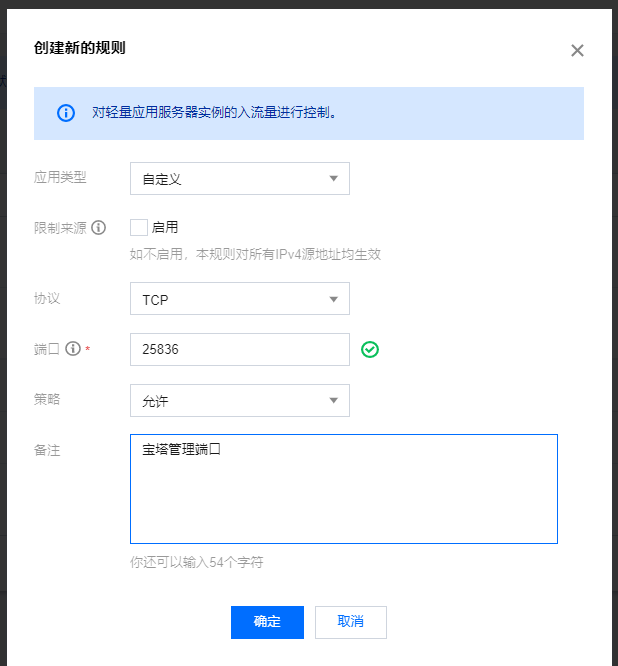 创建新的规则
对轻量应用服务器实例的入流量进行控制。
应用类型 自定义
限制来源 启用
如不启用，本规则对所有IPv4源地址均生效
协议 TCP
端口 * 25836
策略 允许
备注 宝塔管理端口
你还可以输入54个字符
确定 取消